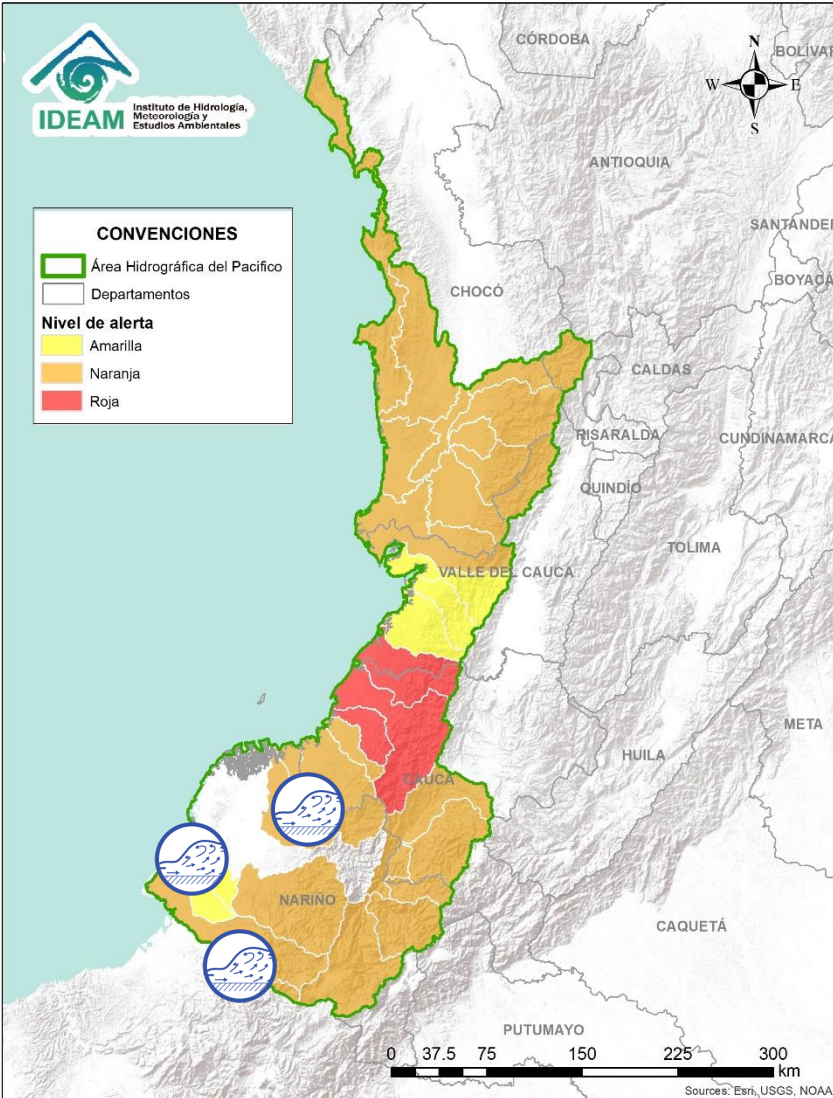 IDEAM
Instituto de Hidrología,
Meteorología y
Estudios Ambientales
CÓRDOBA
BOLÍVAR
N
W
E
S
ANTIOQUIA
SANTANDER
BOYACÁ
CONVENCIONES
Área Hidrográfica del Pacifico
Departamentos
Nivel de alerta
Amarilla
Naranja
Roja
CHOCÓ
CALDAS
RISARALDA
CUNDINAMARCA
QUINDÍO
TOLIMA
VALLE DEL CAUCA
META
HUILA
CAUCA
NARIÑO
CAQUETÁ
PUTUMAYO
0 37.5 75 150 225 300
km
Sources: Esri, USGS, NOAA